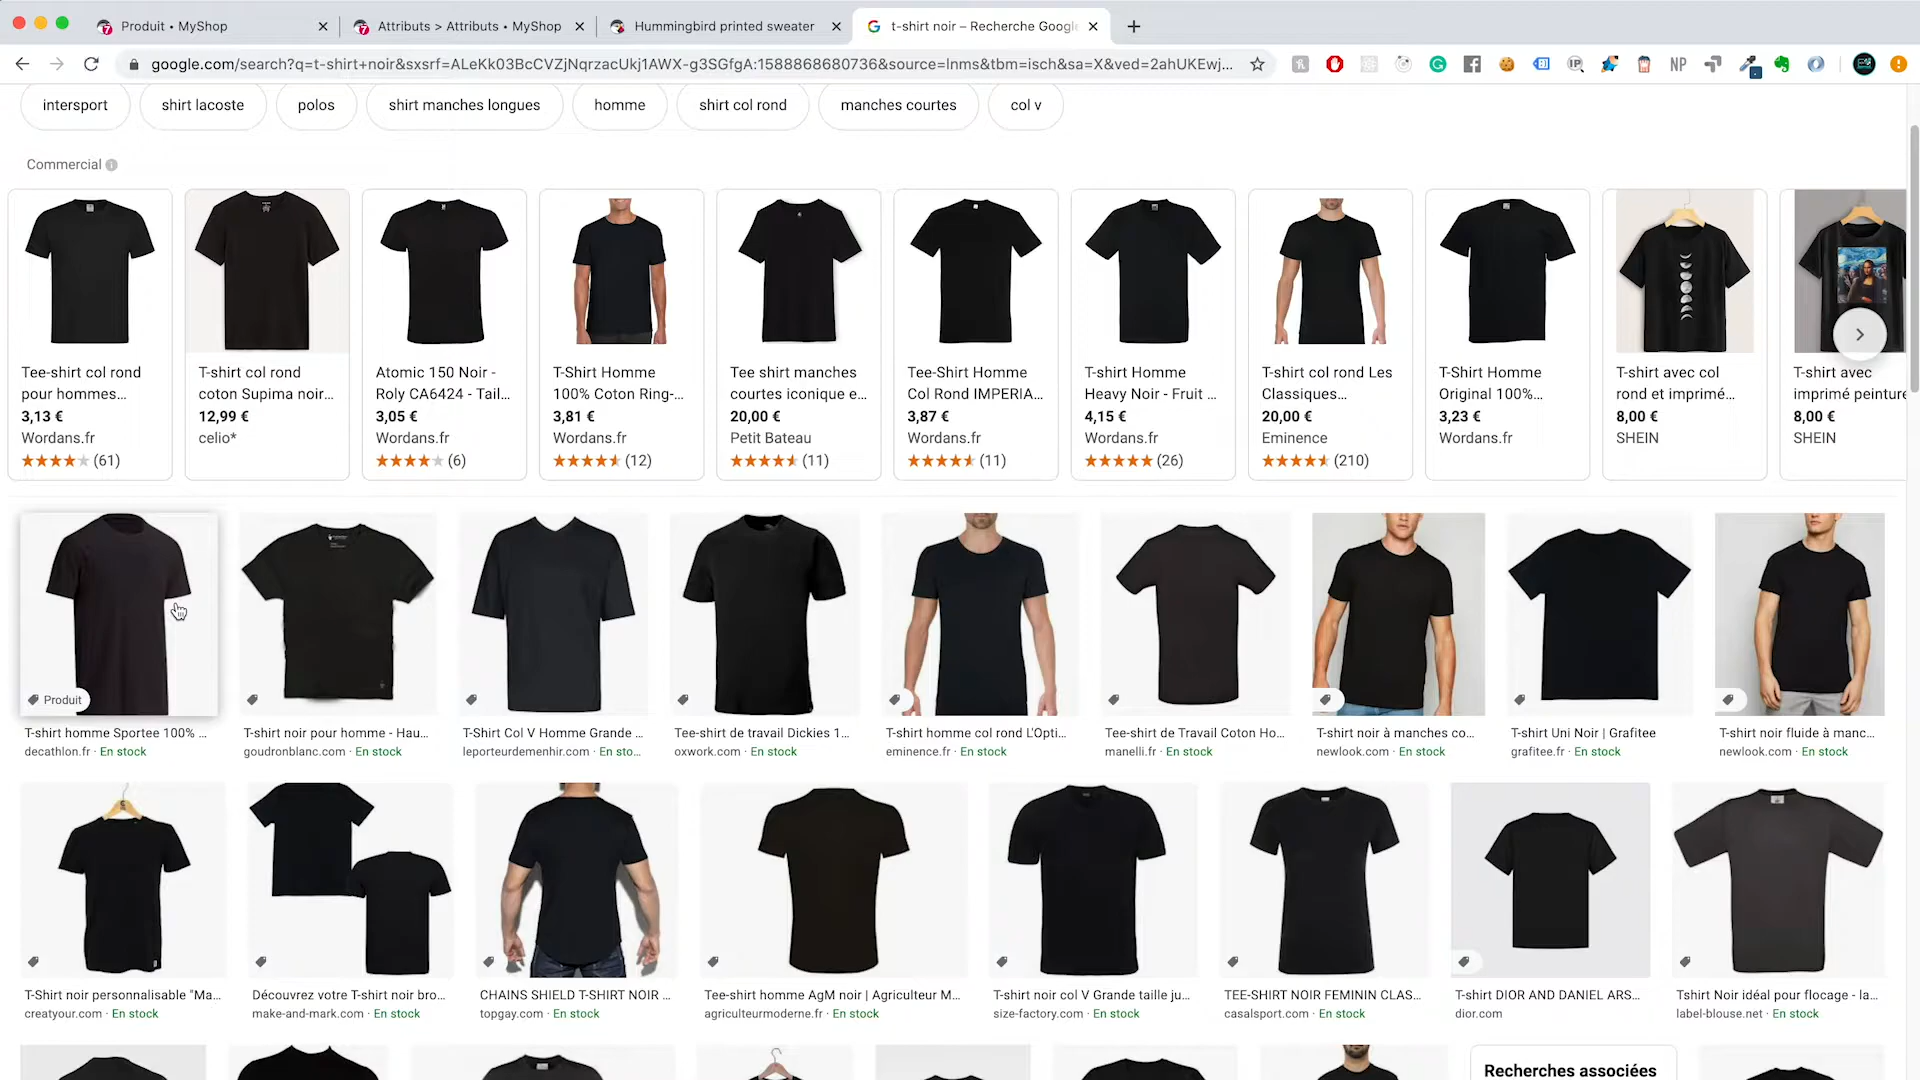 Produit • MyShop
Attributs > Attributs • MyShop
Hummingbird printed sweater
t-shirt noir – Recherche Google
google.com/search?q=t-shirt+noir&sxsrf=ALeKk03BcCVZjNqrzacUkj1AWX-g3SGfgA:1588868680736&source=lnms&tbm=isch&sa=X&ved=2ahUKEwj...
NP
intersport
shirt lacoste
polos
shirt manches longues
homme
shirt col rond
manches courtes
col v
Commercial
Tee-shirt col rond
pour hommes...
3,13 €
Wordans.fr
(61)
T-shirt col rond
coton Supima noir...
12,99 €
celio*
Atomic 150 Noir -
Roly CA6424 - Tail...
3,05 €
Wordans.fr
(6)
T-Shirt Homme
100% Coton Ring-...
3,81 €
Wordans.fr
(12)
Tee shirt manches
courtes iconique e...
20,00 €
Petit Bateau
(11)
Tee-Shirt Homme
Col Rond IMPERIA...
3,87 €
Wordans.fr
(11)
T-shirt Homme
Heavy Noir - Fruit ...
4,15 €
Wordans.fr
(26)
T-shirt col rond Les
Classiques...
20,00 €
Eminence
(210)
T-Shirt Homme
Original 100%...
3,23 €
Wordans.fr
T-shirt avec col
rond et imprimé...
8,00 €
SHEIN
T-shirt avec
imprimé peinture
8,00 €
SHEIN
Produit
T-shirt homme Sportee 100% ...
decathlon.fr · En stock
T-shirt noir pour homme - Hau...
goudronblanc.com · En stock
T-Shirt Col V Homme Grande ...
leporteurdemenhir.com · En sto...
Tee-shirt de travail Dickies 1...
oxwork.com · En stock
T-shirt homme col rond L'Opti...
eminence.fr · En stock
Tee-shirt de Travail Coton Ho...
manelli.fr · En stock
T-shirt noir à manches co...
newlook.com · En stock
T-shirt Uni Noir | Grafitee
grafitee.fr · En stock
T-shirt noir fluide à manc...
newlook.com · En stock
T-Shirt noir personnalisable "Ma...
creatyour.com · En stock
Découvrez votre T-shirt noir bro...
make-and-mark.com · En stock
CHAINS SHIELD T-SHIRT NOIR ...
topgay.com · En stock
Tee-shirt homme AgM noir | Agriculteur M...
agriculteurmoderne.fr · En stock
T-shirt noir col V Grande taille ju...
size-factory.com · En stock
TEE-SHIRT NOIR FEMININ CLAS...
casalsport.com · En stock
T-shirt DIOR AND DANIEL ARS...
dior.com
Tshirt Noir idéal pour flocage - la...
label-blouse.net · En stock
Recherches associées